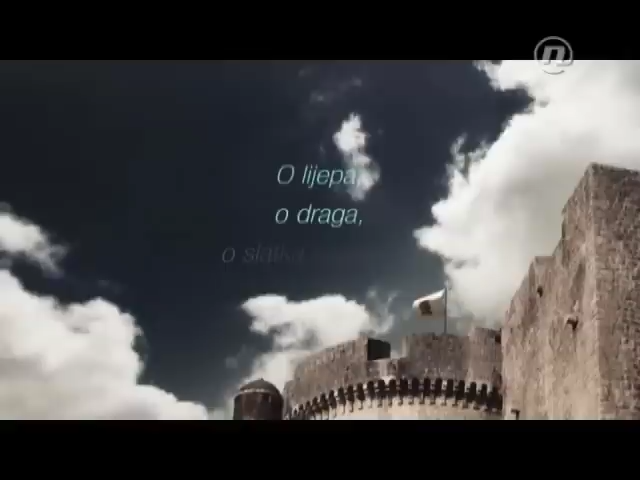 O lijepa,
o draga,
o slatka